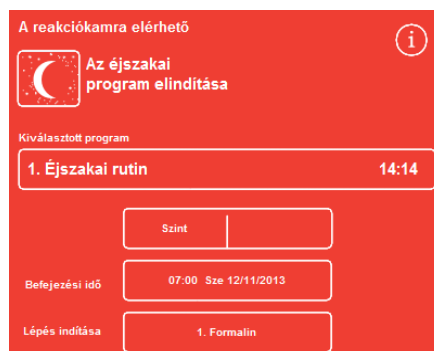 A reakciókamra elérhető
i
Az éjszakai
program elindítása
Kiválasztott program
1. Éjszakai rutin 14:14
Szint
Befejezési idő 07:00 Sze 12/11/2013
Lépés indítása 1. Formalin